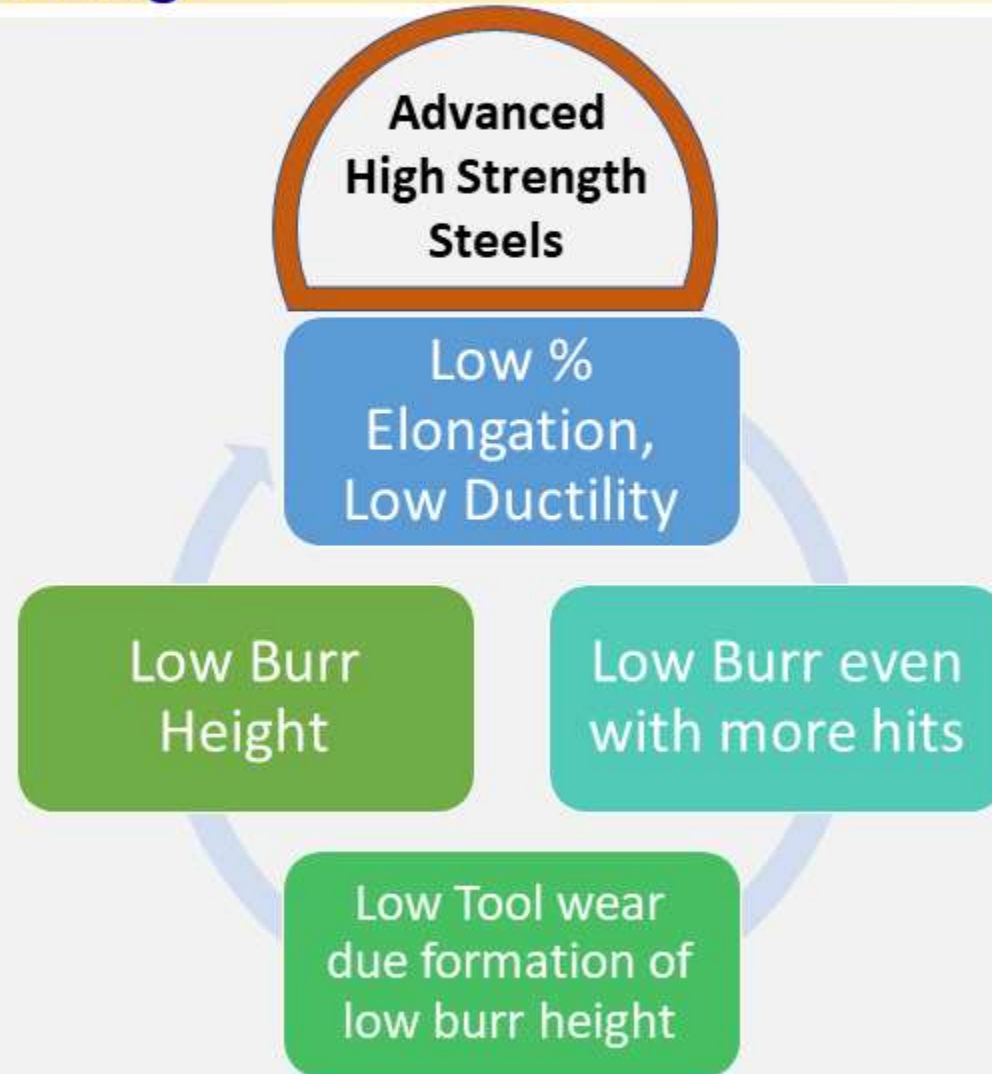 Advanced
High Strength
Steels
Low %
Elongation,
Low Ductility
Low Burr even
with more hits
Low Tool wear
due formation of
low burr height
Low Burr
Height